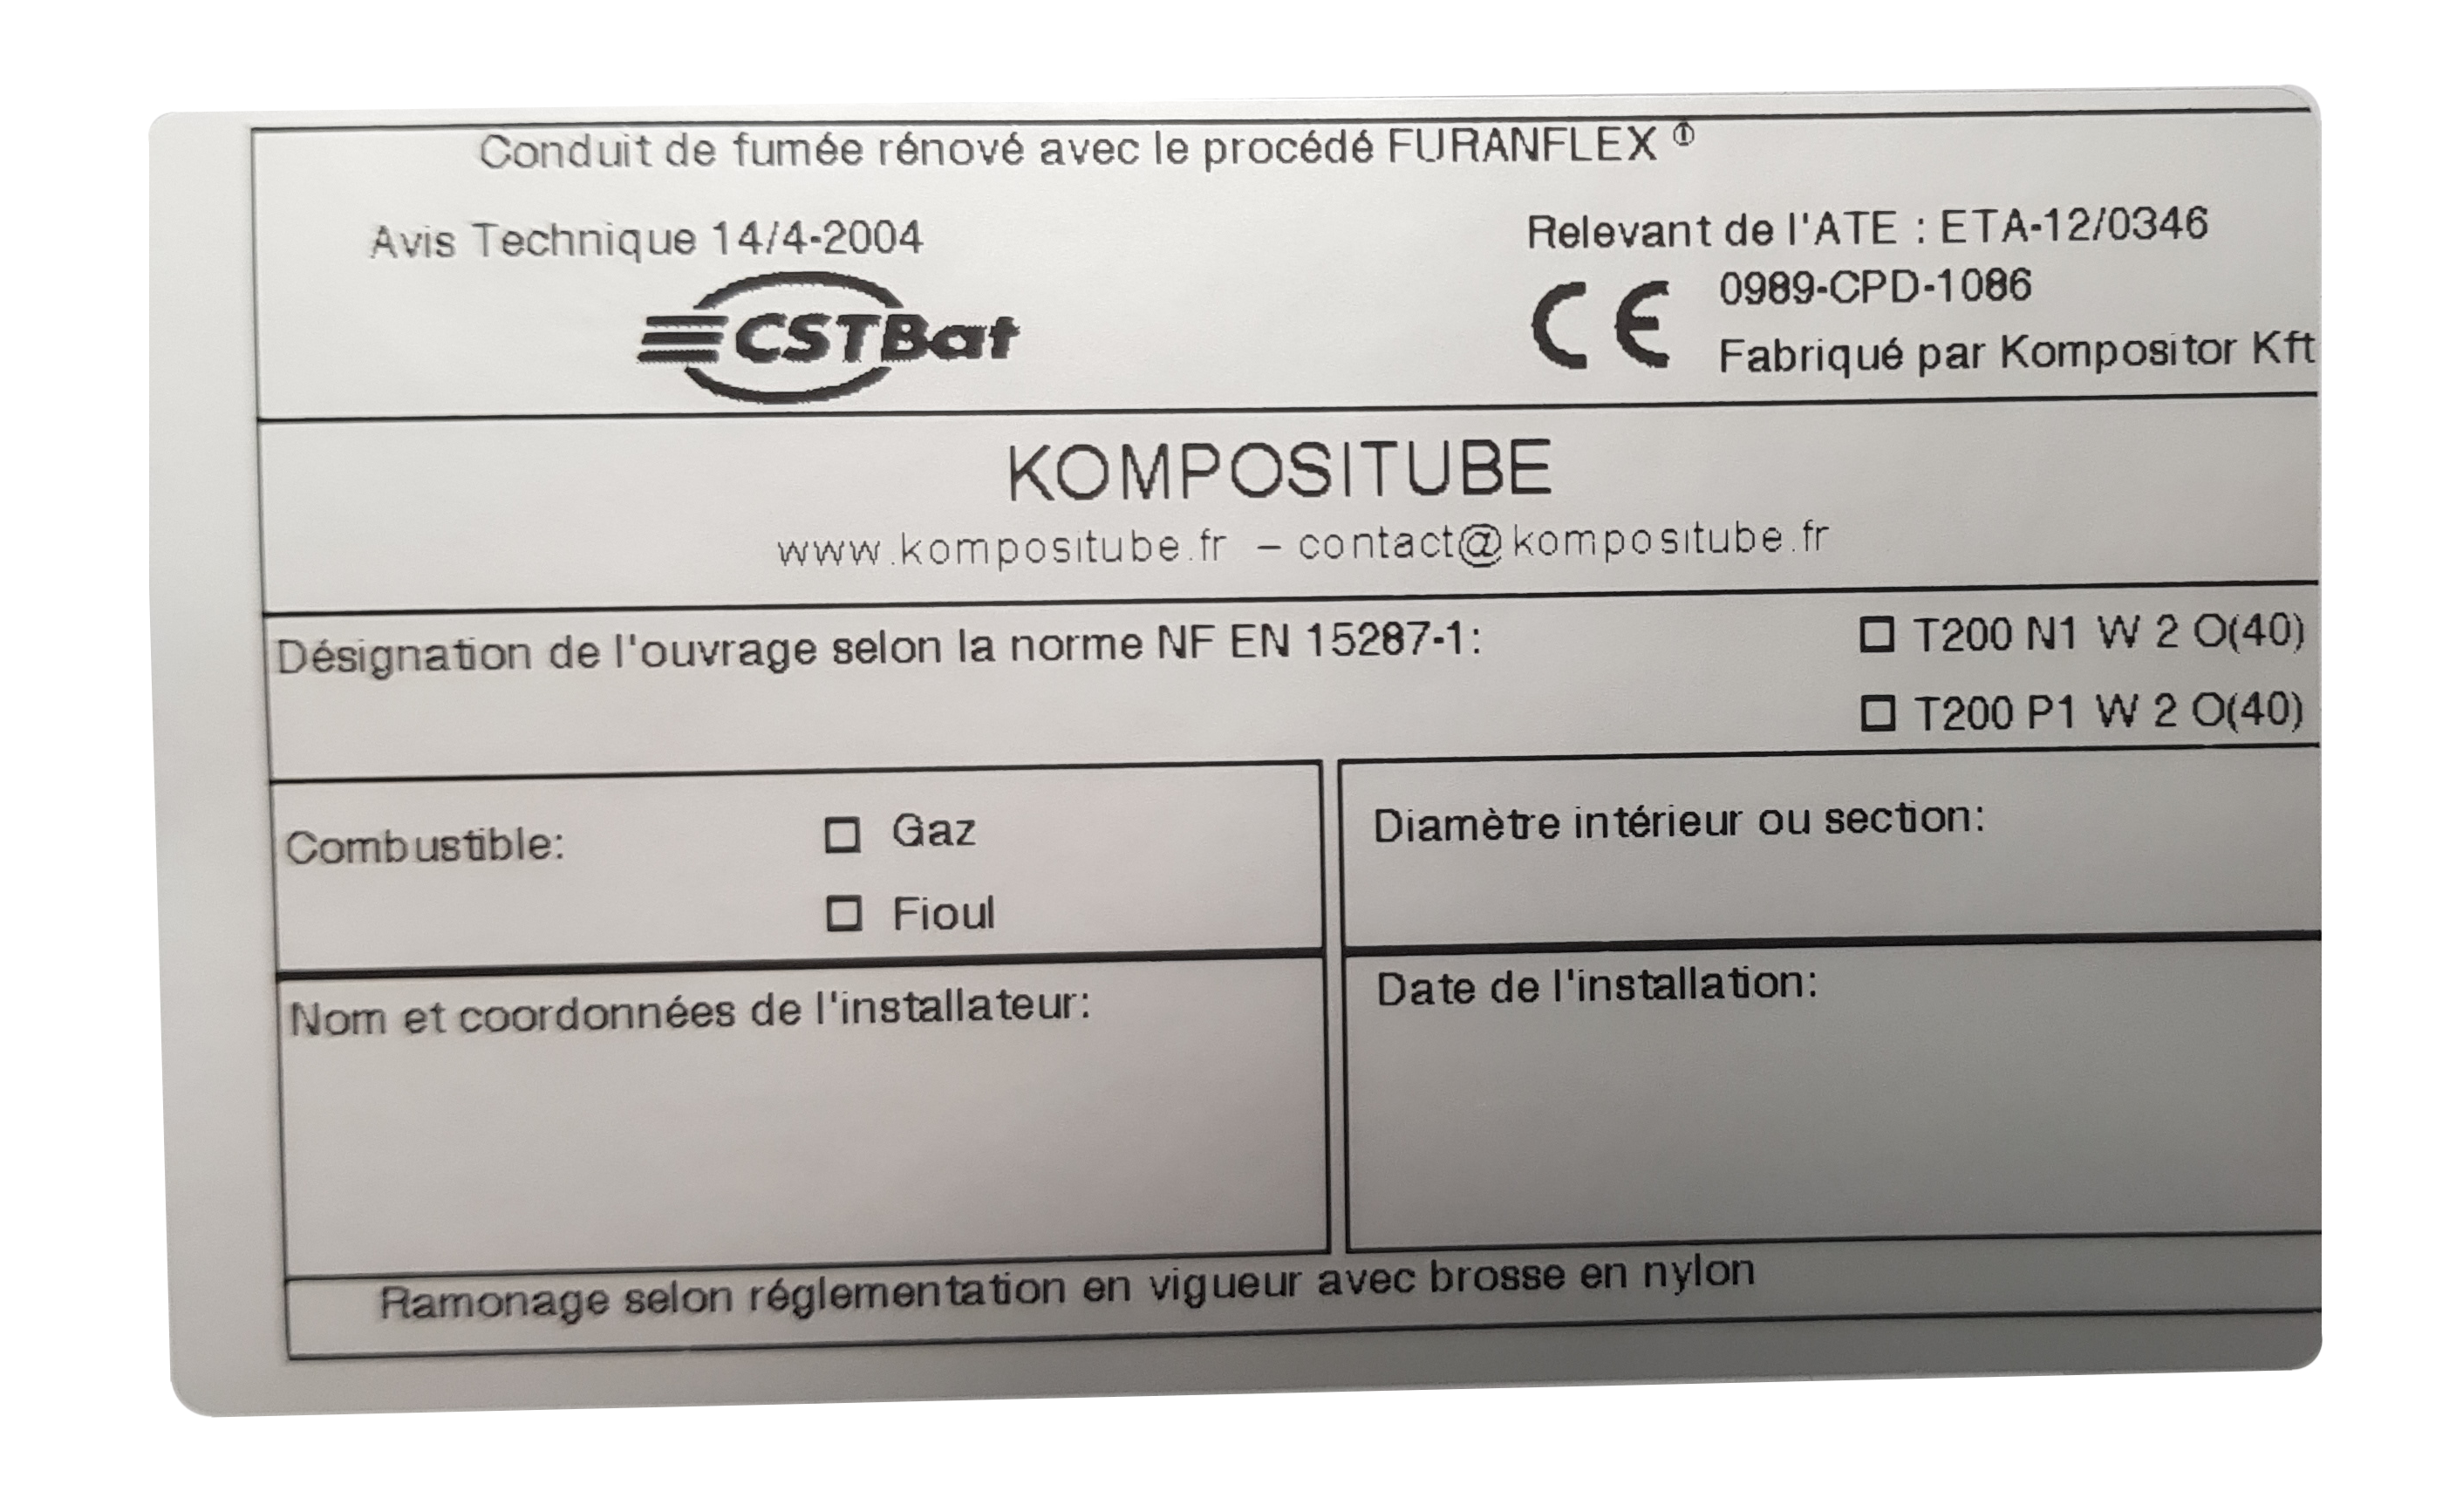 Conduit de fumée rénové avec le procédé FURANFLEX ®
Avis Technique 14/4-2004
CSTBat
Relevant de l'ATE : ETA-12/0346
CE 0989-CPD-1086
Fabriqué par Kompositor Kft
KOMPOSITUBE
www.kompositube.fr – contact@kompositube.fr
Désignation de l'ouvrage selon la norme NF EN 15287-1:
☐ T200 N1 W 2 O(40)
☐ T200 P1 W 2 O(40)
Combustible:
☐ Gaz
☐ Fioul
Diamètre intérieur ou section:
Nom et coordonnées de l'installateur:
Date de l'installation:
Ramonage selon réglementation en vigueur avec brosse en nylon